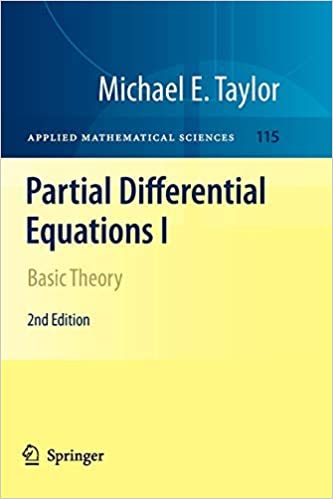 Michael E. Taylor
APPLIED MATHEMATICAL SCIENCES 115
Partial Differential
Equations I
Basic Theory
2nd Edition
Springer